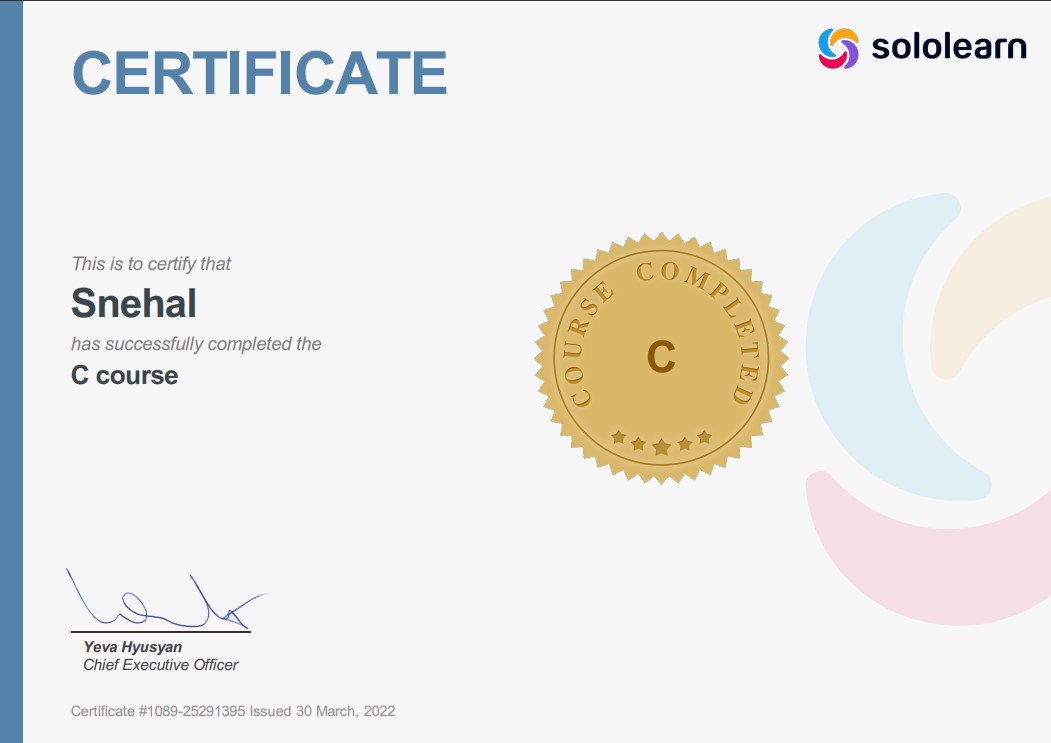 CERTIFICATE
sololearn
This is to certify that
Snehal
has successfully completed the
C course
COURSE COMPLETED
C
Yeva Hyusyan
Chief Executive Officer
Certificate #1089-25291395 Issued 30 March, 2022